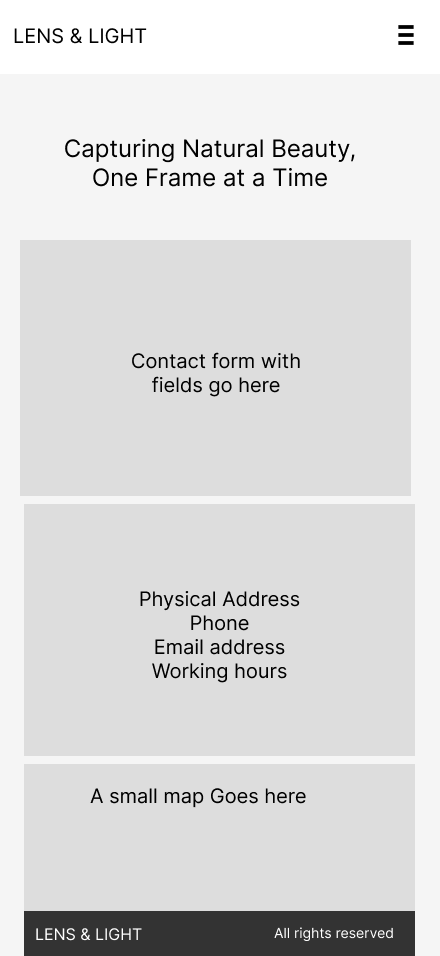 LENS & LIGHT
Capturing Natural Beauty,
One Frame at a Time
Contact form with
fields go here
Physical Address
Phone
Email address
Working hours
A small map Goes here
LENS & LIGHT All rights reserved